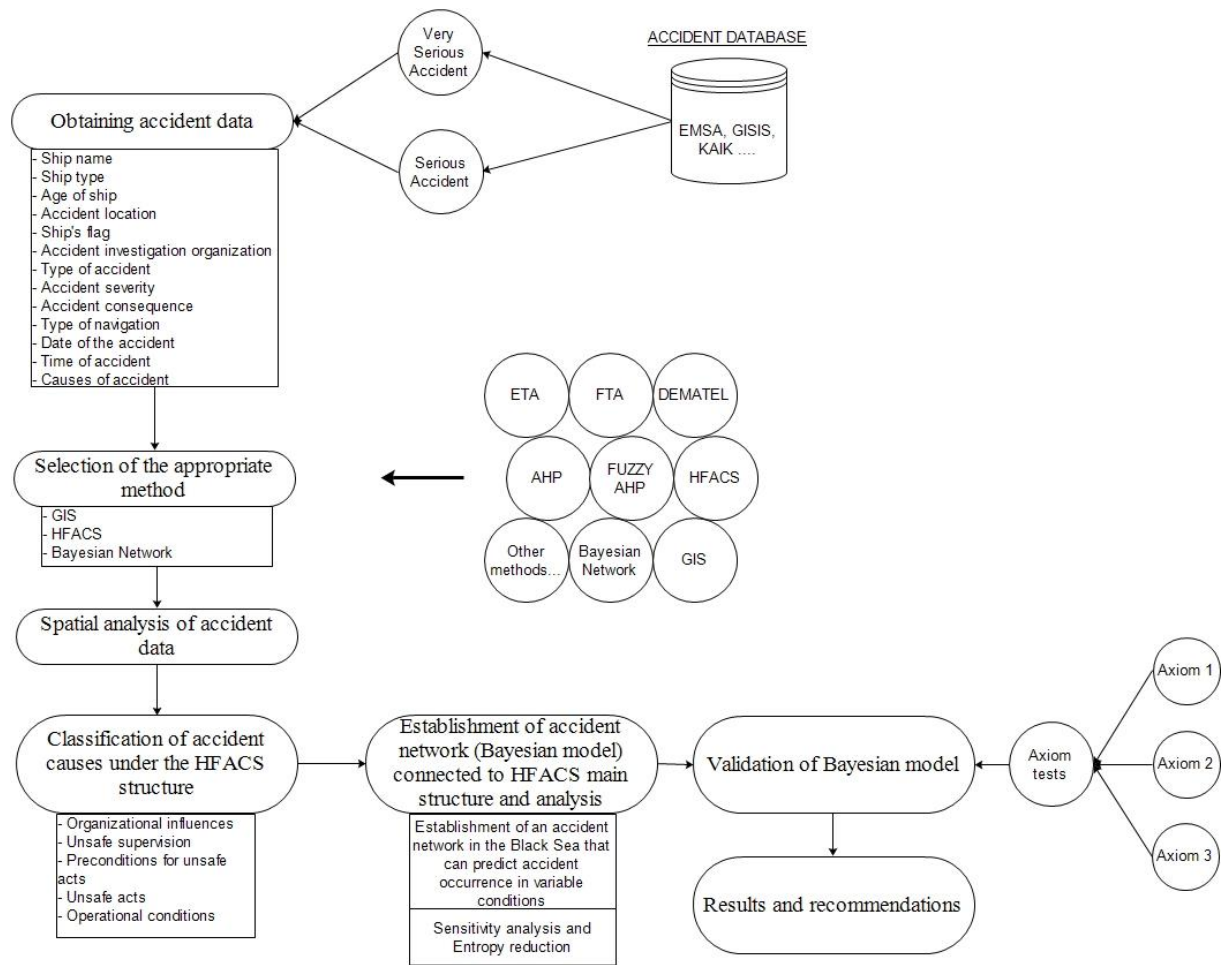 ACCIDENT DATABASE
EMSA, GISIS,
KAIK ....
Very
Serious
Accident
Serious
Accident
Obtaining accident data
- Ship name
- Ship type
- Age of ship
- Accident location
- Ship's flag
- Accident investigation organization
- Type of accident
- Accident severity
- Accident consequence
- Type of navigation
- Date of the accident
- Time of accident
- Causes of accident
ETA
FTA
DEMATEL
AHP
FUZZY
AHP
HFACS
Other
methods...
Bayesian
Network
GIS
Selection of the appropriate
method
- GIS
- HFACS
- Bayesian Network
Spatial analysis of accident
data
Classification of accident
causes under the HFACS
structure
- Organizational influences
- Unsafe supervision
- Preconditions for unsafe
acts
- Unsafe acts
- Operational conditions
Establishment of accident
network (Bayesian model)
connected to HFACS main
structure and analysis
Establishment of an accident
network in the Black Sea that
can predict accident
occurrence in variable
conditions
Sensitivity analysis and
Entropy reduction
Validation of Bayesian model
Axiom
tests
Axiom 1
Axiom 2
Axiom 3
Results and recommendations